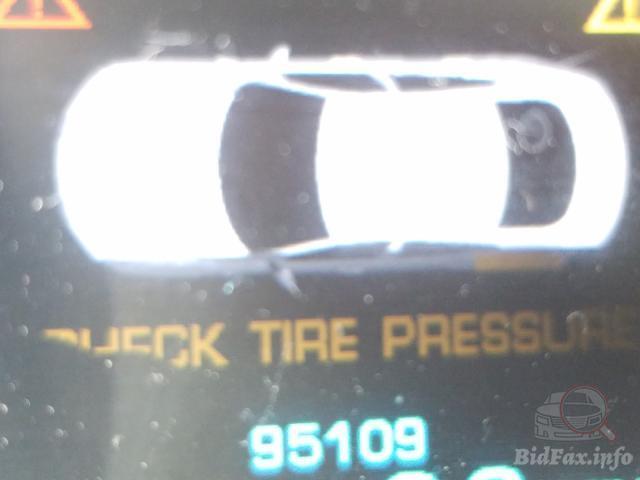 CHECK TIRE PRESSURE
95109
BidFax.info